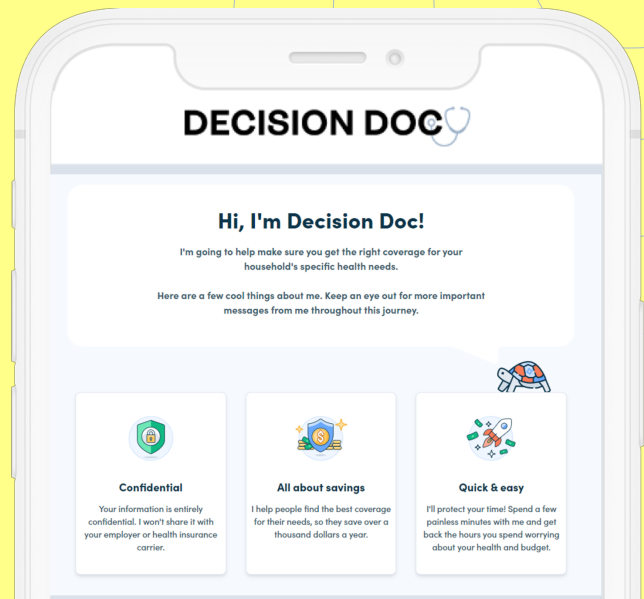 DECISION DOC
Hi, I'm Decision Doc!
I'm going to help make sure you get the right coverage for your
household's specific health needs.
Here are a few cool things about me. Keep an eye out for more important
messages from me throughout this journey.
Confidential
Your information is entirely
confidential. I won't share it with
your employer or health insurance
carrier.
All about savings
I help people find the best coverage
for their needs, so they save over a
thousand dollars a year.
Quick & easy
I'll protect your time! Spend a few
painless minutes with me and get
back the hours you spend worrying
about your health and budget.